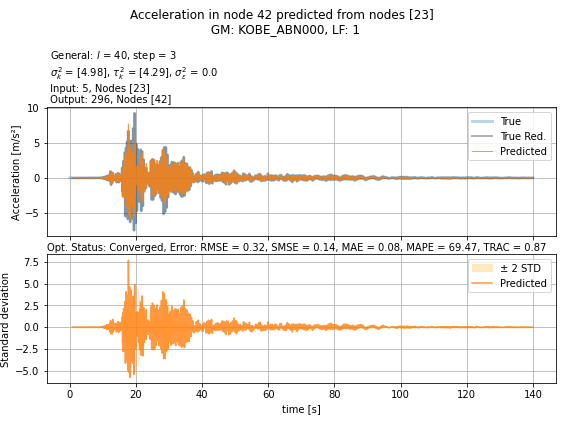 Acceleration in node 42 predicted from nodes [23]
GM: KOBE_ABN000, LF: 1
General: l = 40, step = 3
σ²ₖ = [4.98], τ²ₖ = [4.29], σ²ε = 0.0
Input: 5, Nodes [23]
Output: 296, Nodes [42]
Acceleration [m/s²]
10
5
0
−5
True
True Red.
Predicted
Opt. Status: Converged, Error: RMSE = 0.32, SMSE = 0.14, MAE = 0.08, MAPE = 69.47, TRAC = 0.87
Standard deviation
7.5
5.0
2.5
0.0
−2.5
−5.0
± 2 STD
Predicted
0 20 40 60 80 100 120 140
time [s]